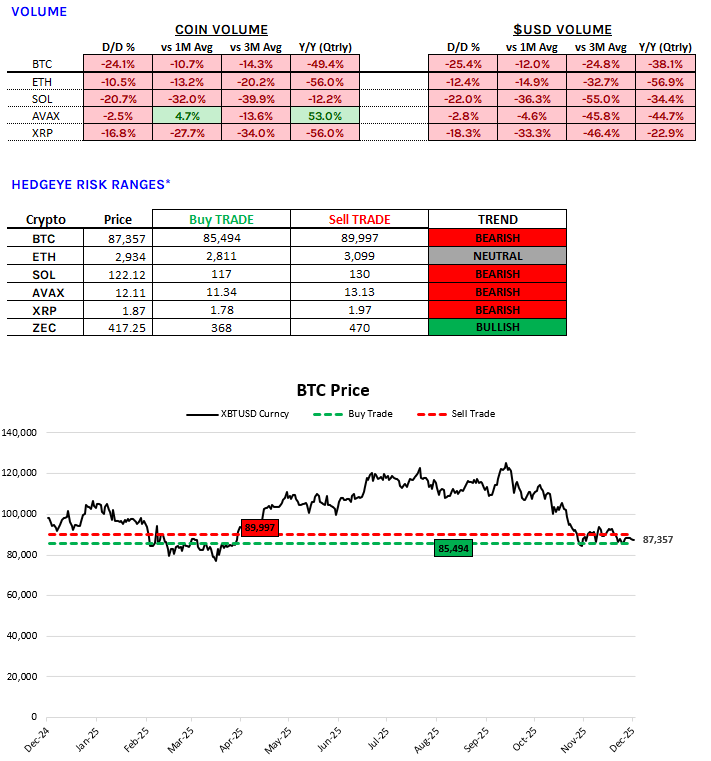 VOLUME
COIN VOLUME $USD VOLUME
D/D % vs 1M Avg vs 3M Avg Y/Y (Qtrly) D/D % vs 1M Avg vs 3M Avg Y/Y (Qtrly)
BTC -24.1% -10.7% -14.3% -49.4% -25.4% -12.0% -24.8% -38.1%
ETH -10.5% -13.2% -20.2% -56.0% -12.4% -14.9% -32.7% -56.9%
SOL -20.7% -32.0% -39.9% -12.2% -22.0% -36.3% -55.0% -34.4%
AVAX -2.5% 4.7% -13.6% 53.0% -2.8% -4.6% -45.8% -44.7%
XRP -16.8% -27.7% -34.0% -56.0% -18.3% -33.3% -46.4% -22.9%
HEDGEYE RISK RANGES*
Crypto Price Buy TRADE Sell TRADE TREND
BTC 87,357 85,494 89,997 BEARISH
ETH 2,934 2,811 3,099 NEUTRAL
SOL 122.12 117 130 BEARISH
AVAX 12.11 11.34 13.13 BEARISH
XRP 1.87 1.78 1.97 BEARISH
ZEC 417.25 368 470 BULLISH
BTC Price
XBTUSD Curncy Buy Trade Sell Trade
140,000
120,000
100,000
89,997
87,357
85,494
80,000
60,000
40,000
20,000
0
Dec-24 Jan-25 Feb-25 Mar-25 Apr-25 May-25 Jun-25 Jul-25 Aug-25 Sep-25 Oct-25 Nov-25 Dec-25